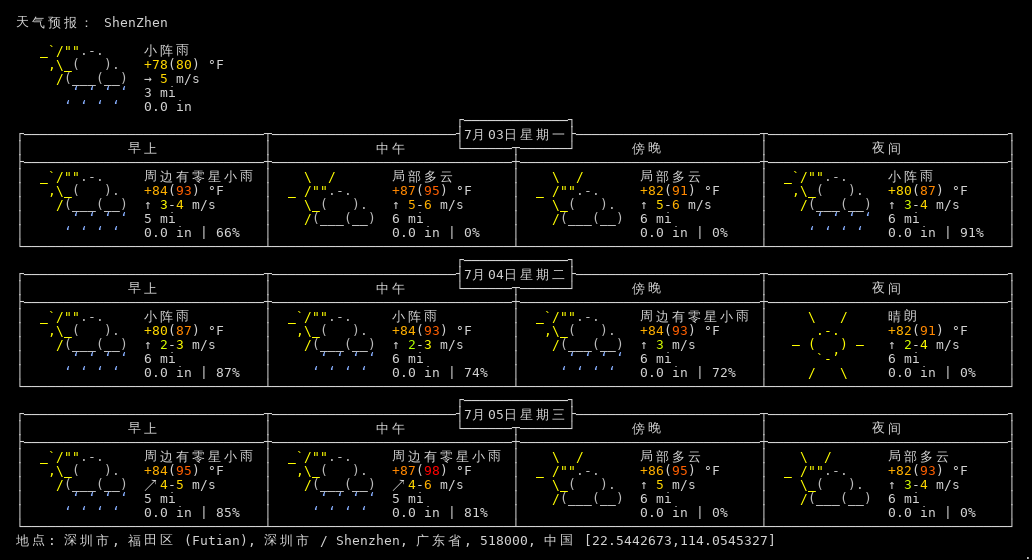 天气预报： ShenZhen
小阵雨
+78(80) °F
→ 5 m/s
3 mi
0.0 in
7月03日星期一
早上 中午 傍晚 夜间
周边有零星小雨 局部多云 局部多云 小阵雨
+84(93) °F +87(95) °F +82(91) °F +80(87) °F
↑ 3-4 m/s ↑ 5-6 m/s ↑ 5-6 m/s ↑ 3-4 m/s
5 mi 6 mi 6 mi 6 mi
0.0 in | 66% 0.0 in | 0% 0.0 in | 0% 0.0 in | 91%
7月04日星期二
早上 中午 傍晚 夜间
小阵雨 小阵雨 周边有零星小雨 晴朗
+80(87) °F +84(93) °F +84(93) °F +82(91) °F
↑ 2-3 m/s ↑ 2-3 m/s ↑ 3 m/s ↑ 2-4 m/s
6 mi 6 mi 6 mi 6 mi
0.0 in | 87% 0.0 in | 74% 0.0 in | 72% 0.0 in | 0%
7月05日星期三
早上 中午 傍晚 夜间
周边有零星小雨 周边有零星小雨 局部多云 局部多云
+84(95) °F +87(98) °F +86(95) °F +82(93) °F
↗ 4-5 m/s ↗ 4-6 m/s ↑ 5 m/s ↑ 3-4 m/s
5 mi 5 mi 6 mi 6 mi
0.0 in | 85% 0.0 in | 81% 0.0 in | 0% 0.0 in | 0%
地点: 深圳市, 福田区 (Futian), 深圳市 / Shenzhen, 广东省, 518000, 中国 [22.5442673,114.0545327]